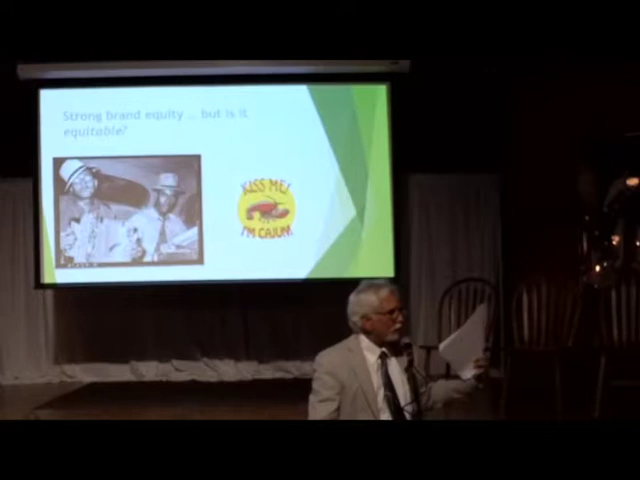 Strong brand equity … but is it
equitable?
KISS ME!
I'M CAJUN!